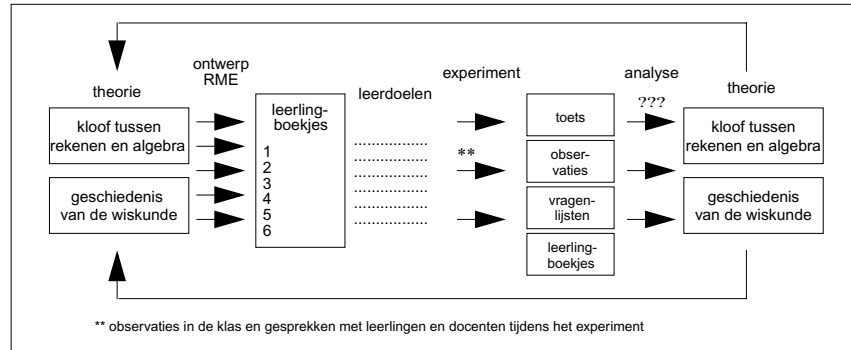 theorie
kloof tussen
rekenen en algebra
geschiedenis
van de wiskunde
ontwerp
RME
leerling-
boekjes
1
2
3
4
5
6
leerdoelen
........................
........................
........................
........................
........................
........................
experiment
**
toets
obser-
vaties
vragen-
lijsten
leerling-
boekjes
analyse
???
theorie
kloof tussen
rekenen en algebra
geschiedenis
van de wiskunde
** observaties in de klas en gesprekken met leerlingen en docenten tijdens het experiment